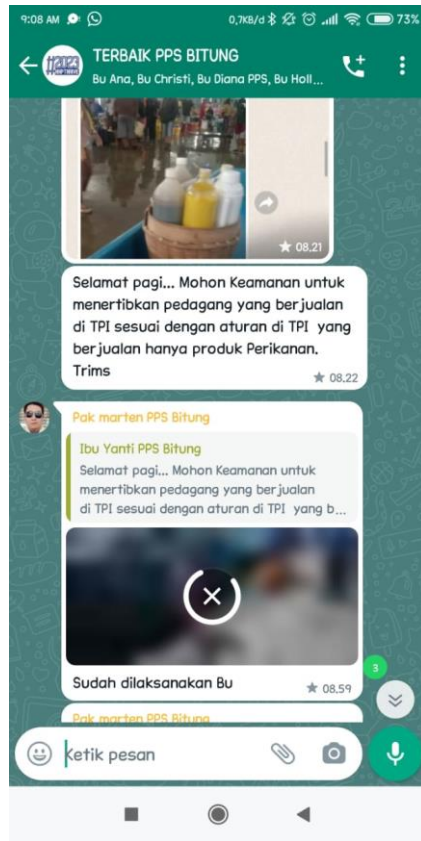 9:08 AM
0,7KB/d
73%
TERBAIK PPS BITUNG
Bu Ana, Bu Christi, Bu Diana PPS, Bu Holl...
08.21
Selamat pagi... Mohon Keamanan untuk
menertibkan pedagang yang berjualan
di TPI sesuai dengan aturan di TPI yang
berjualan hanya produk Perikanan.
Trims
08.22
Pak marten PPS Bitung
Ibu Yanti PPS Bitung
Selamat pagi... Mohon Keamanan untuk
menertibkan pedagang yang berjualan
di TPI sesuai dengan aturan di TPI yang b...
Sudah dilaksanakan Bu
08.59
3
Pak marten PPS Bitung
Ketik pesan